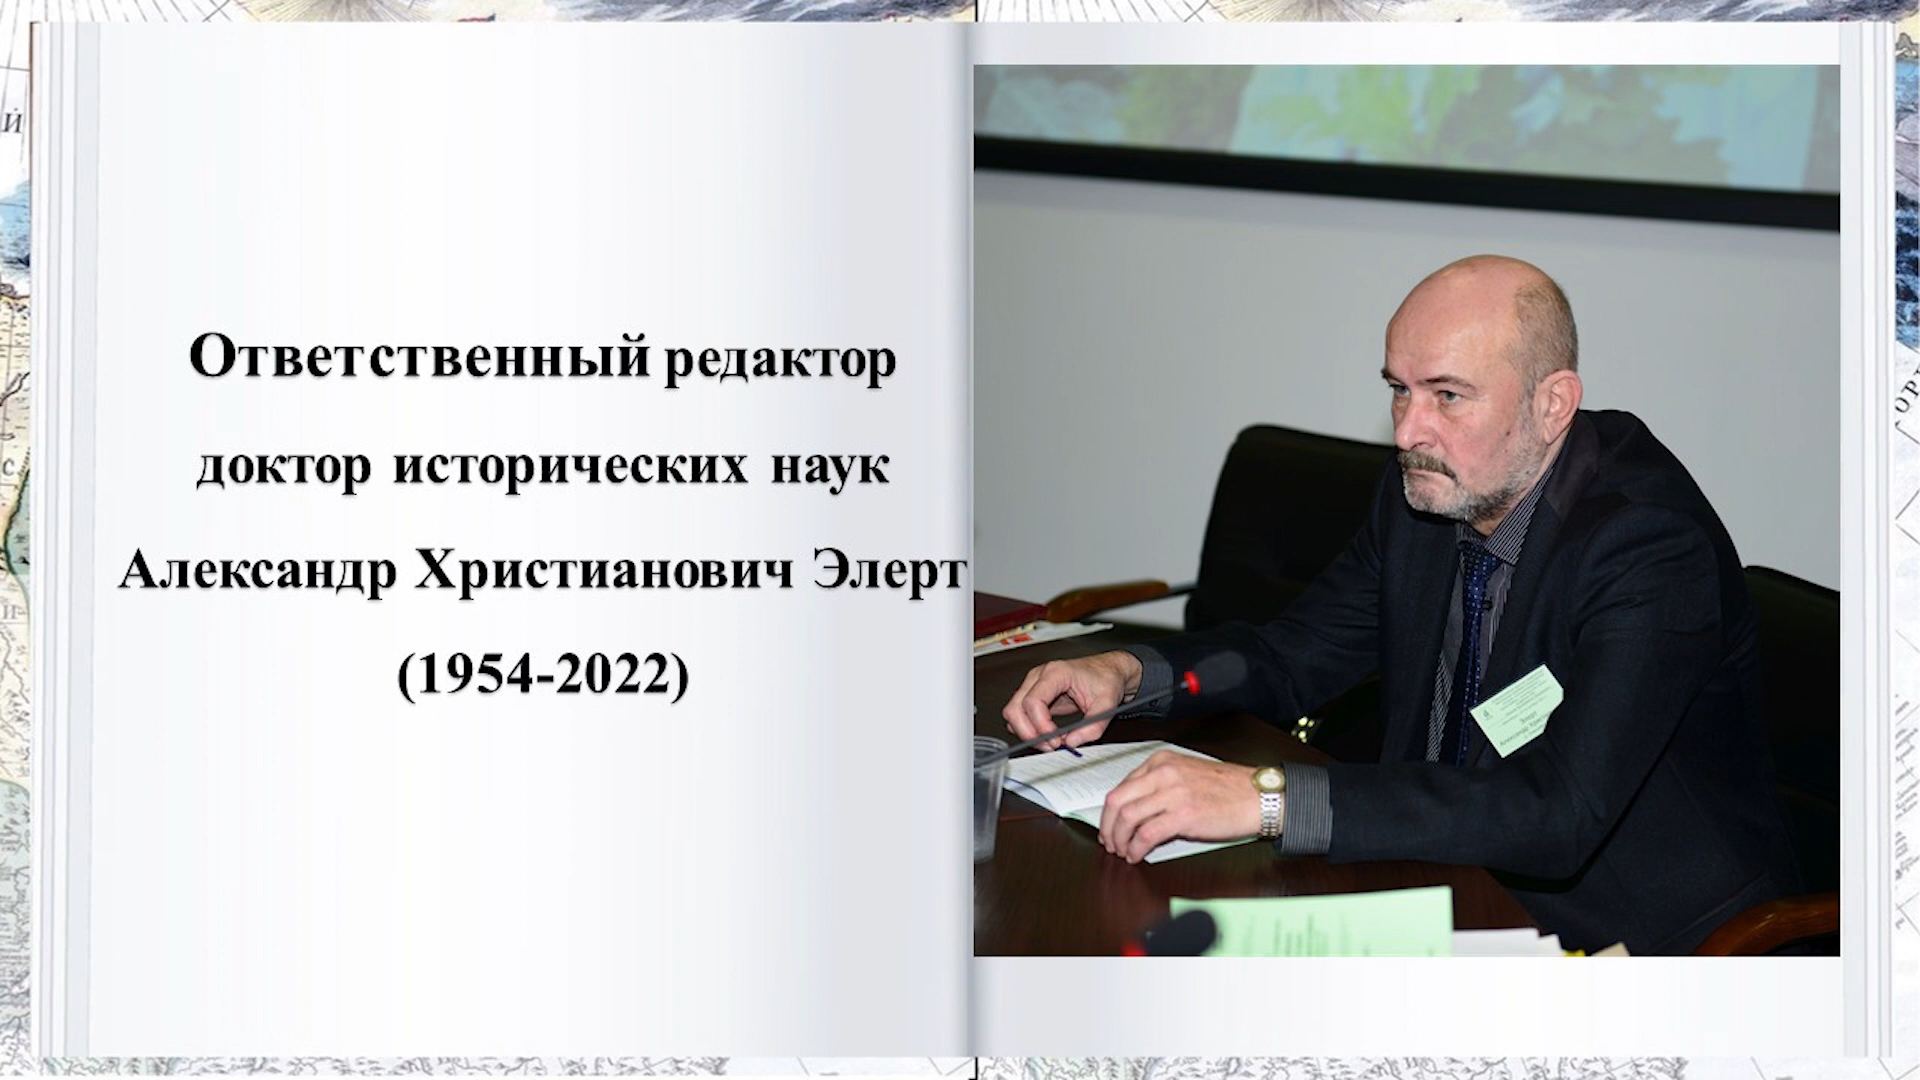 Ответственный редактор
доктор исторических наук
Александр Христианович Элерт
(1954-2022)